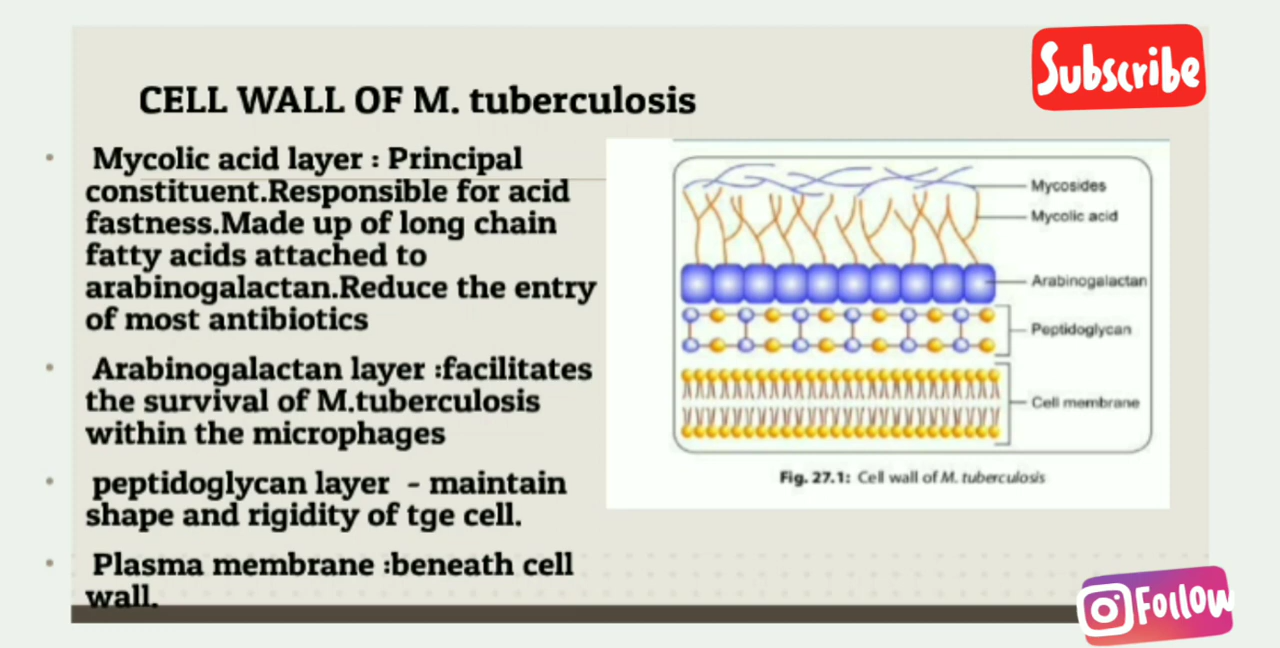 Subscribe
CELL WALL OF M. tuberculosis
• Mycolic acid layer : Principal
constituent.Responsible for acid
fastness.Made up of long chain
fatty acids attached to
arabinogalactan.Reduce the entry
of most antibiotics
• Arabinogalactan layer :facilitates
the survival of M.tuberculosis
within the microphages
• peptidoglycan layer - maintain
shape and rigidity of tge cell.
• Plasma membrane :beneath cell
wall.
Mycosides
Mycolic acid
Arabinogalactan
Peptidoglycan
Cell membrane
Fig. 27.1: Cell wall of M. tuberculosis
Follow